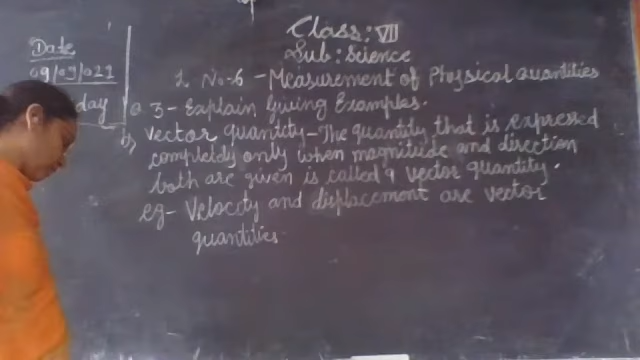 Class: VII
Sub: Science
Date
09/09/021
day
L No-6 - Measurement of Physical Quantities
Q. 3- Explain Giving Examples.
b) Vector quantity - The quantity that is expressed
completely only when magnitude and direction
both are given is called a vector quantity.
eg- Velocity and displacement are vector
quantities